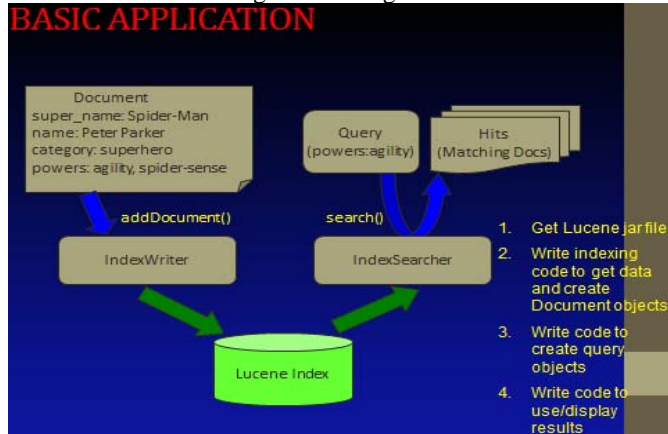 BASIC APPLICATION
Document
super_name: Spider-Man
name: Peter Parker
category: superhero
powers: agility, spider-sense
Query
(powers:agility)
Hits
(Matching Docs)
addDocument()
search()
IndexWriter
IndexSearcher
Lucene Index
1. Get Lucene jar file
2. Write indexing
code to get data
and create
Document objects
3. Write code to
create query
objects
4. Write code to
use/display
results